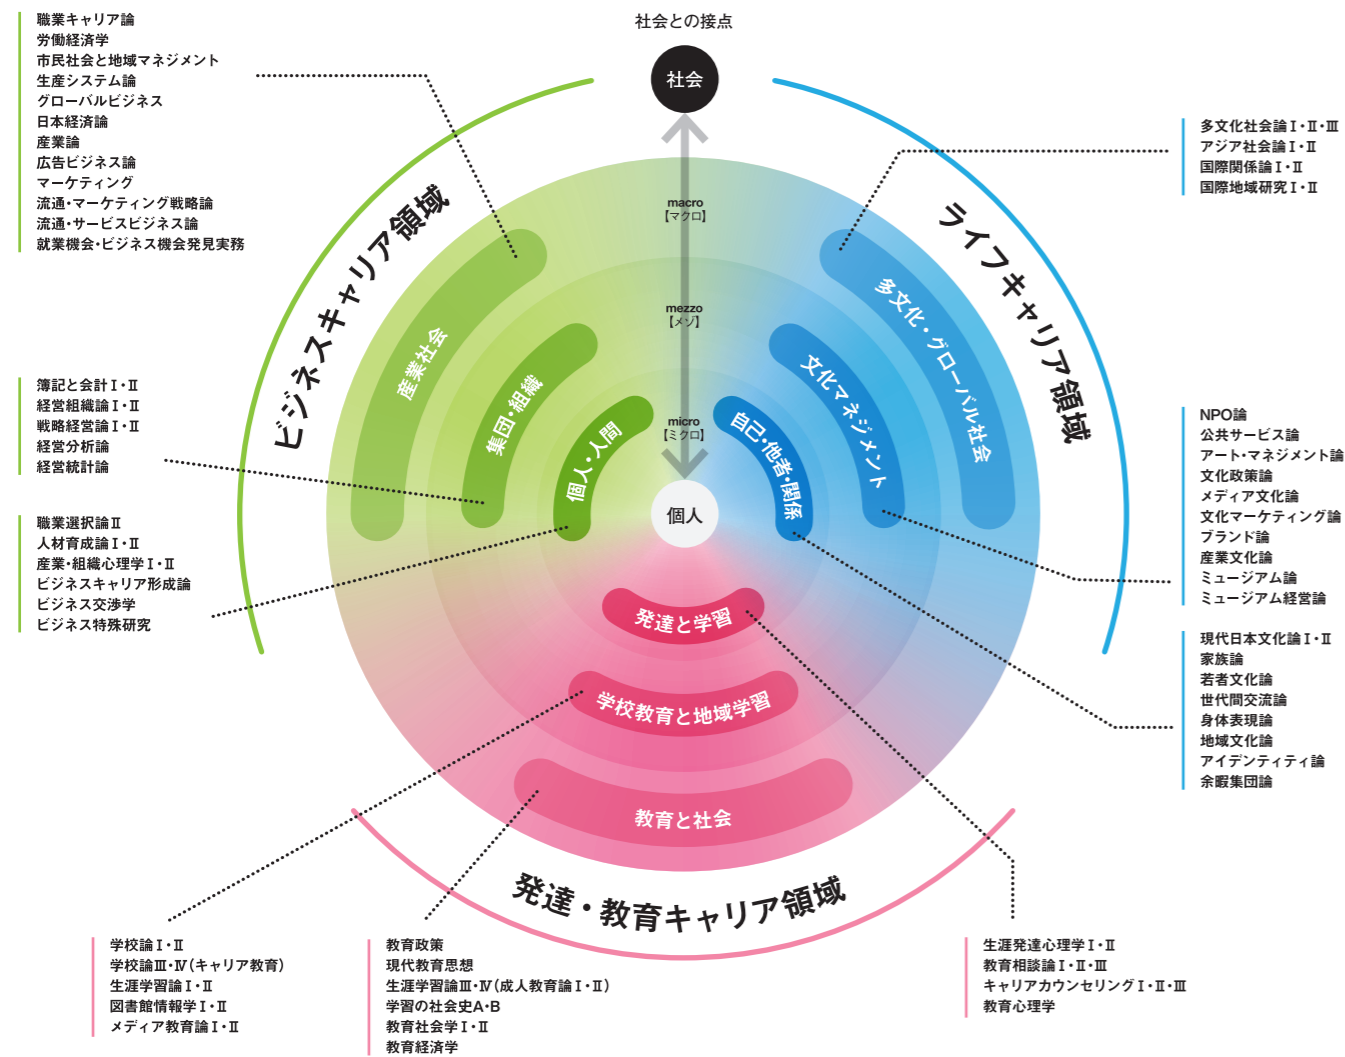 社会との接点
社会
macro
【マクロ】
mezzo
【メゾ】
micro
【ミクロ】
個人
ビジネスキャリア領域
産業社会
集団・組織
個人・人間
職業キャリア論
労働経済学
市民社会と地域マネジメント
生産システム論
グローバルビジネス
日本経済論
産業論
広告ビジネス論
マーケティング
流通・マーケティング戦略論
流通・サービスビジネス論
就業機会・ビジネス機会発見実務
簿記と会計Ⅰ・Ⅱ
経営組織論Ⅰ・Ⅱ
戦略経営論Ⅰ・Ⅱ
経営分析論
経営統計論
職業選択論Ⅱ
人材育成論Ⅰ・Ⅱ
産業・組織心理学Ⅰ・Ⅱ
ビジネスキャリア形成論
ビジネス交渉学
ビジネス特殊研究
ライフキャリア領域
多文化・グローバル社会
文化マネジメント
自己・他者・関係
多文化社会論Ⅰ・Ⅱ・Ⅲ
アジア社会論Ⅰ・Ⅱ
国際関係論Ⅰ・Ⅱ
国際地域研究Ⅰ・Ⅱ
NPO論
公共サービス論
アート・マネジメント論
文化政策論
メディア文化論
文化マーケティング論
ブランド論
産業文化論
ミュージアム論
ミュージアム経営論
現代日本文化論Ⅰ・Ⅱ
家族論
若者文化論
世代間交流論
身体表現論
地域文化論
アイデンティティ論
余暇集団論
発達と学習
学校教育と地域学習
教育と社会
発達・教育キャリア領域
学校論Ⅰ・Ⅱ
学校論Ⅲ・Ⅳ（キャリア教育）
生涯学習論Ⅰ・Ⅱ
図書館情報学Ⅰ・Ⅱ
メディア教育論Ⅰ・Ⅱ
教育政策
現代教育思想
生涯学習論Ⅲ・Ⅳ（成人教育論Ⅰ・Ⅱ）
学習の社会史A・B
教育社会学Ⅰ・Ⅱ
教育経済学
生涯発達心理学Ⅰ・Ⅱ
教育相談論Ⅰ・Ⅱ・Ⅲ
キャリアカウンセリングⅠ・Ⅱ・Ⅲ
教育心理学